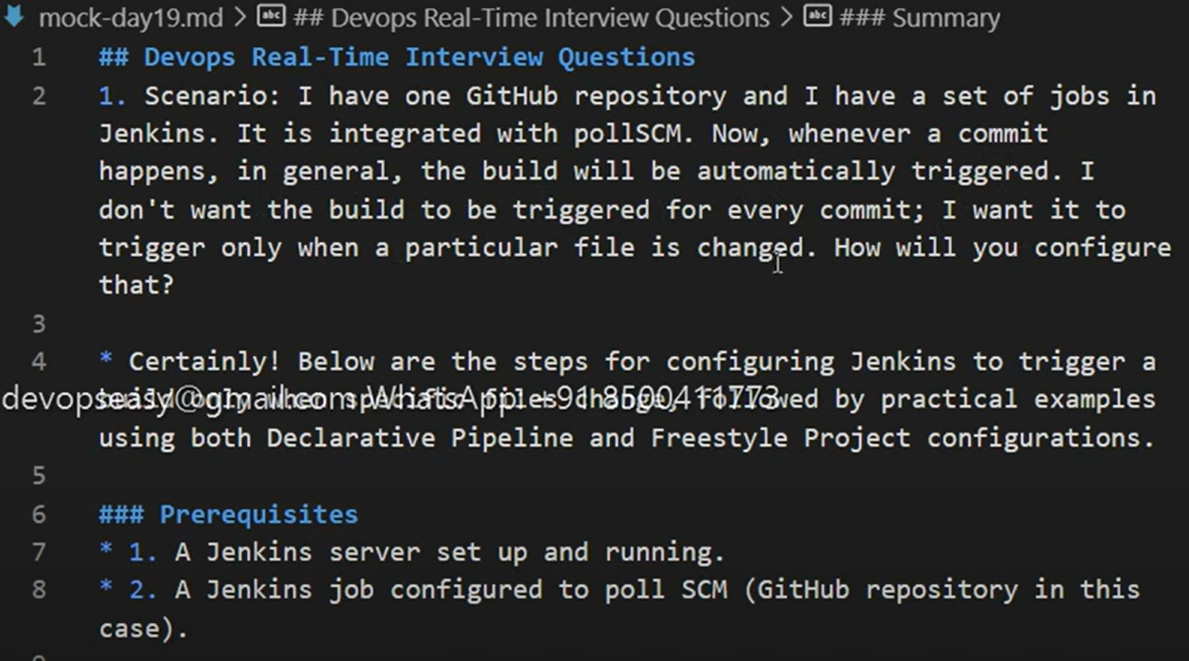 mock-day19.md > ## Devops Real-Time Interview Questions > ### Summary
1 ## Devops Real-Time Interview Questions
2 1. Scenario: I have one GitHub repository and I have a set of jobs in
Jenkins. It is integrated with pollSCM. Now, whenever a commit
happens, in general, the build will be automatically triggered. I
don't want the build to be triggered for every commit; I want it to
trigger only when a particular file is changed. How will you configure
that?
3
4 * Certainly! Below are the steps for configuring Jenkins to trigger a
build only when specific files change, followed by practical examples
devopseasy@gmail.com WhatsApp: +91 8500411773
using both Declarative Pipeline and Freestyle Project configurations.
5
6 ### Prerequisites
7 * 1. A Jenkins server set up and running.
8 * 2. A Jenkins job configured to poll SCM (GitHub repository in this
case).